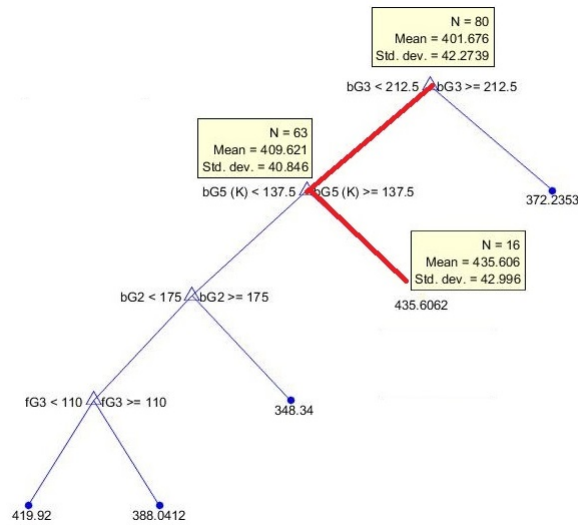 N = 80
Mean = 401.676
Std. dev. = 42.2739
bG3 < 212.5 bG3 >= 212.5
N = 63
Mean = 409.621
Std. dev. = 40.846
bG5 (K) < 137.5 bG5 (K) >= 137.5
372.2353
N = 16
Mean = 435.606
Std. dev. = 42.996
435.6062
bG2 < 175 bG2 >= 175
348.34
fG3 < 110 fG3 >= 110
419.92
388.0412